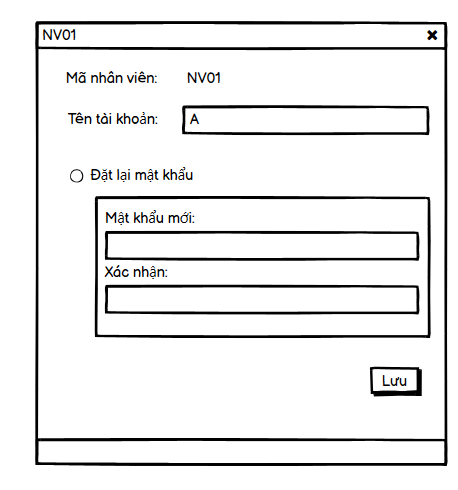 NV01
Mã nhân viên: NV01
Tên tài khoản: A
Đặt lại mật khẩu
Mật khẩu mới:
Xác nhận:
Lưu